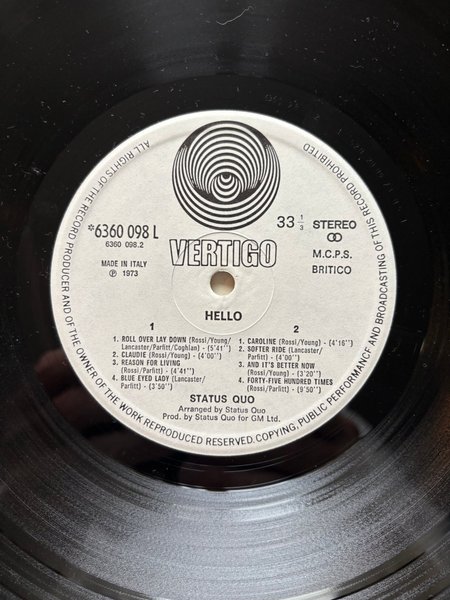 ALL RIGHTS OF THE RECORD PRODUCER AND OF THE OWNER OF THE WORK REPRODUCED RESERVED. COPYING, PUBLIC PERFORMANCE AND BROADCASTING OF THIS RECORD PROHIBITED
*6360 098 L
6360 098.2
MADE IN ITALY
℗ 1973
VERTIGO
33 1/3 STEREO
M.C.P.S.
BRITICO
HELLO
1
1. ROLL OVER LAY DOWN (Rossi/Young/
Lancaster/Parfitt/Coghlan) - (5'41")
2. CLAUDIE (Rossi/Young) - (4'00")
3. REASON FOR LIVING
(Rossi/Parfitt) - (4'41")
4. BLUE EYED LADY (Lancaster/
Parfitt) - (3'50")
2
1. CAROLINE (Rossi/Young) - (4'16")
2. SOFTER RIDE (Lancaster/
Parfitt) - (4'00")
3. AND IT'S BETTER NOW
(Rossi/Young) - (3'20")
4. FORTY-FIVE HUNDRED TIMES
(Rossi/Parfitt) - (9'50")
STATUS QUO
Arranged by Status Quo
Prod. by Status Quo for GM Ltd.